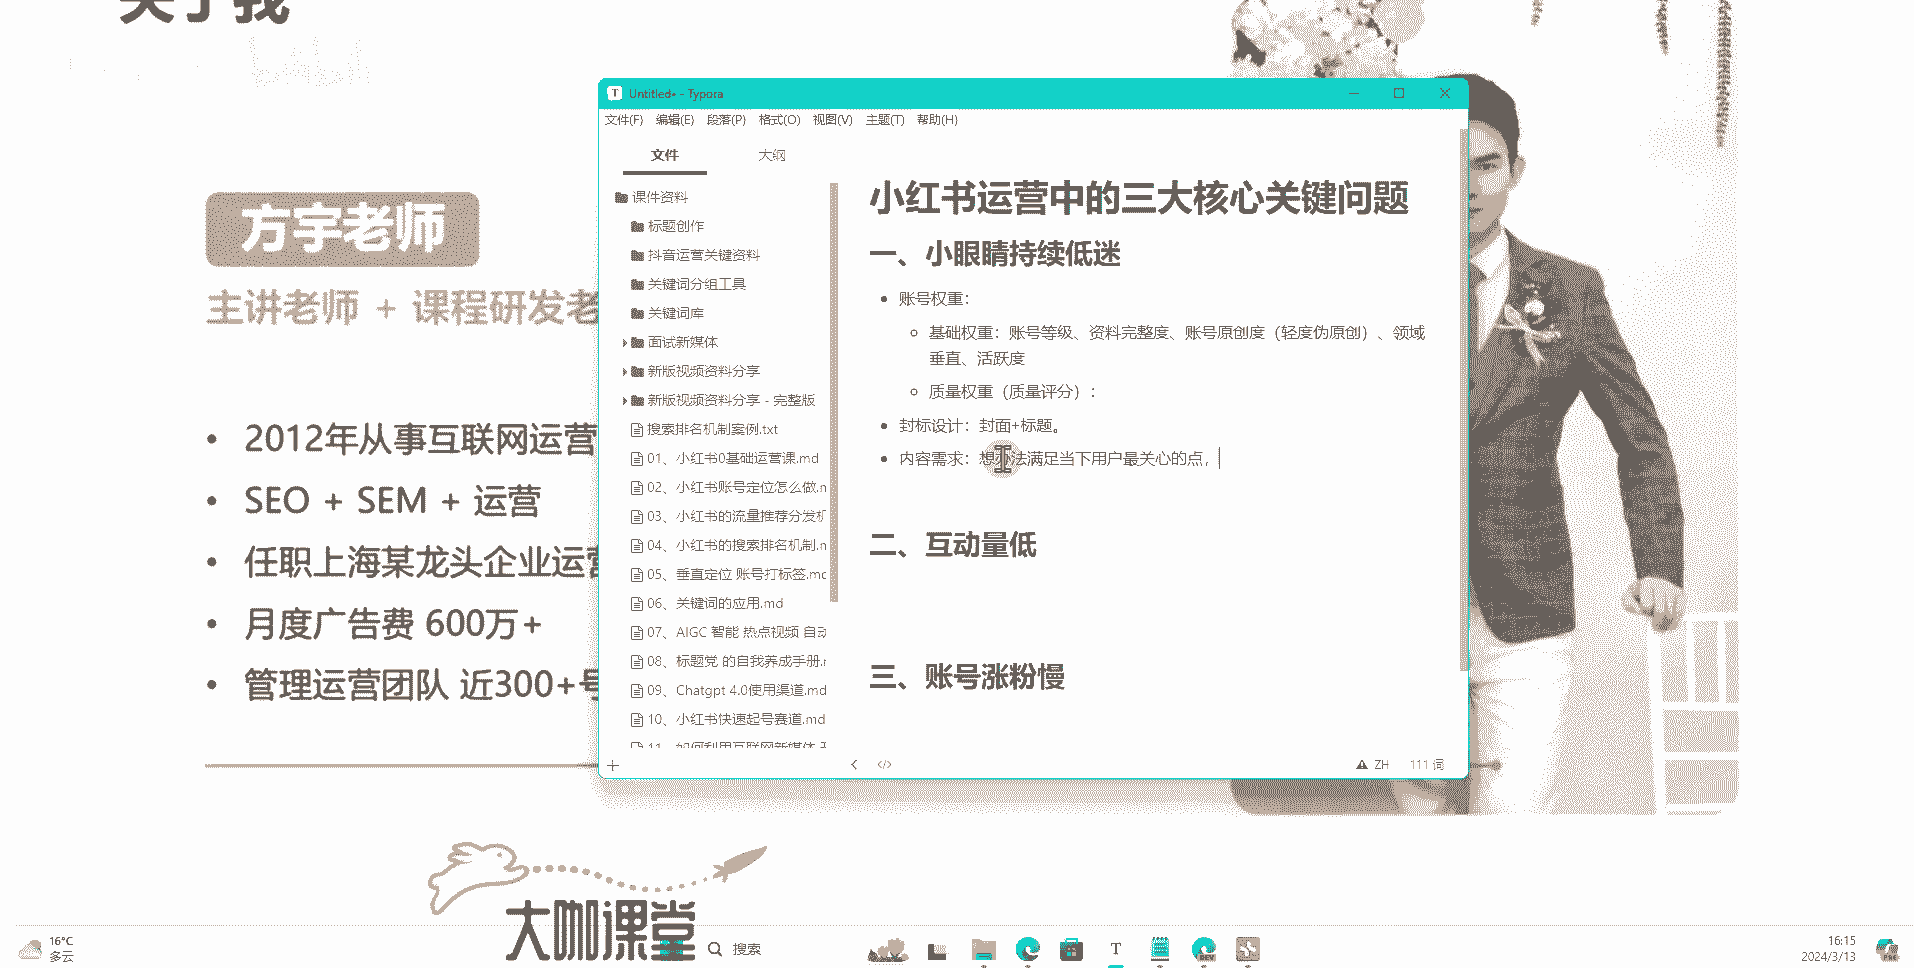 关于我
方宇老师
主讲老师 + 课程研发老
2012年从事互联网运营
SEO + SEM + 运营
任职上海某龙头企业运营
月度广告费 600万+
管理运营团队 近300+号
Untitled• - Typora
文件(F) 编辑(E) 段落(P) 格式(O) 视图(V) 主题(T) 帮助(H)
文件 大纲
课件资料
标题创作
抖音运营关键资料
关键词分组工具
关键词库
面试新媒体
新版视频资料分享
新版视频资料分享 - 完整版
搜索排名机制案例.txt
01、小红书0基础运营课.md
02、小红书账号定位怎么做.n
03、小红书的流量推荐分发机
04、小红书的搜索排名机制.n
05、垂直定位 账号打标签.mc
06、关键词的应用.md
07、AIGC 智能 热点视频 自动
08、标题党 的自我养成手册.r
09、Chatgpt 4.0使用渠道.md
10、小红书快速起号赛道.md
11、如何利用互联网新媒体
小红书运营中的三大核心关键问题
一、小眼睛持续低迷
账号权重：
基础权重：账号等级、资料完整度、账号原创度（轻度伪原创）、领域
垂直、活跃度
质量权重（质量评分）：
封标设计：封面+标题。
内容需求：想办法满足当下用户最关心的点，
二、互动量低
三、账号涨粉慢
ZH 111 词
大咖课堂
16°C
多云
搜索
16:15
2024/3/13